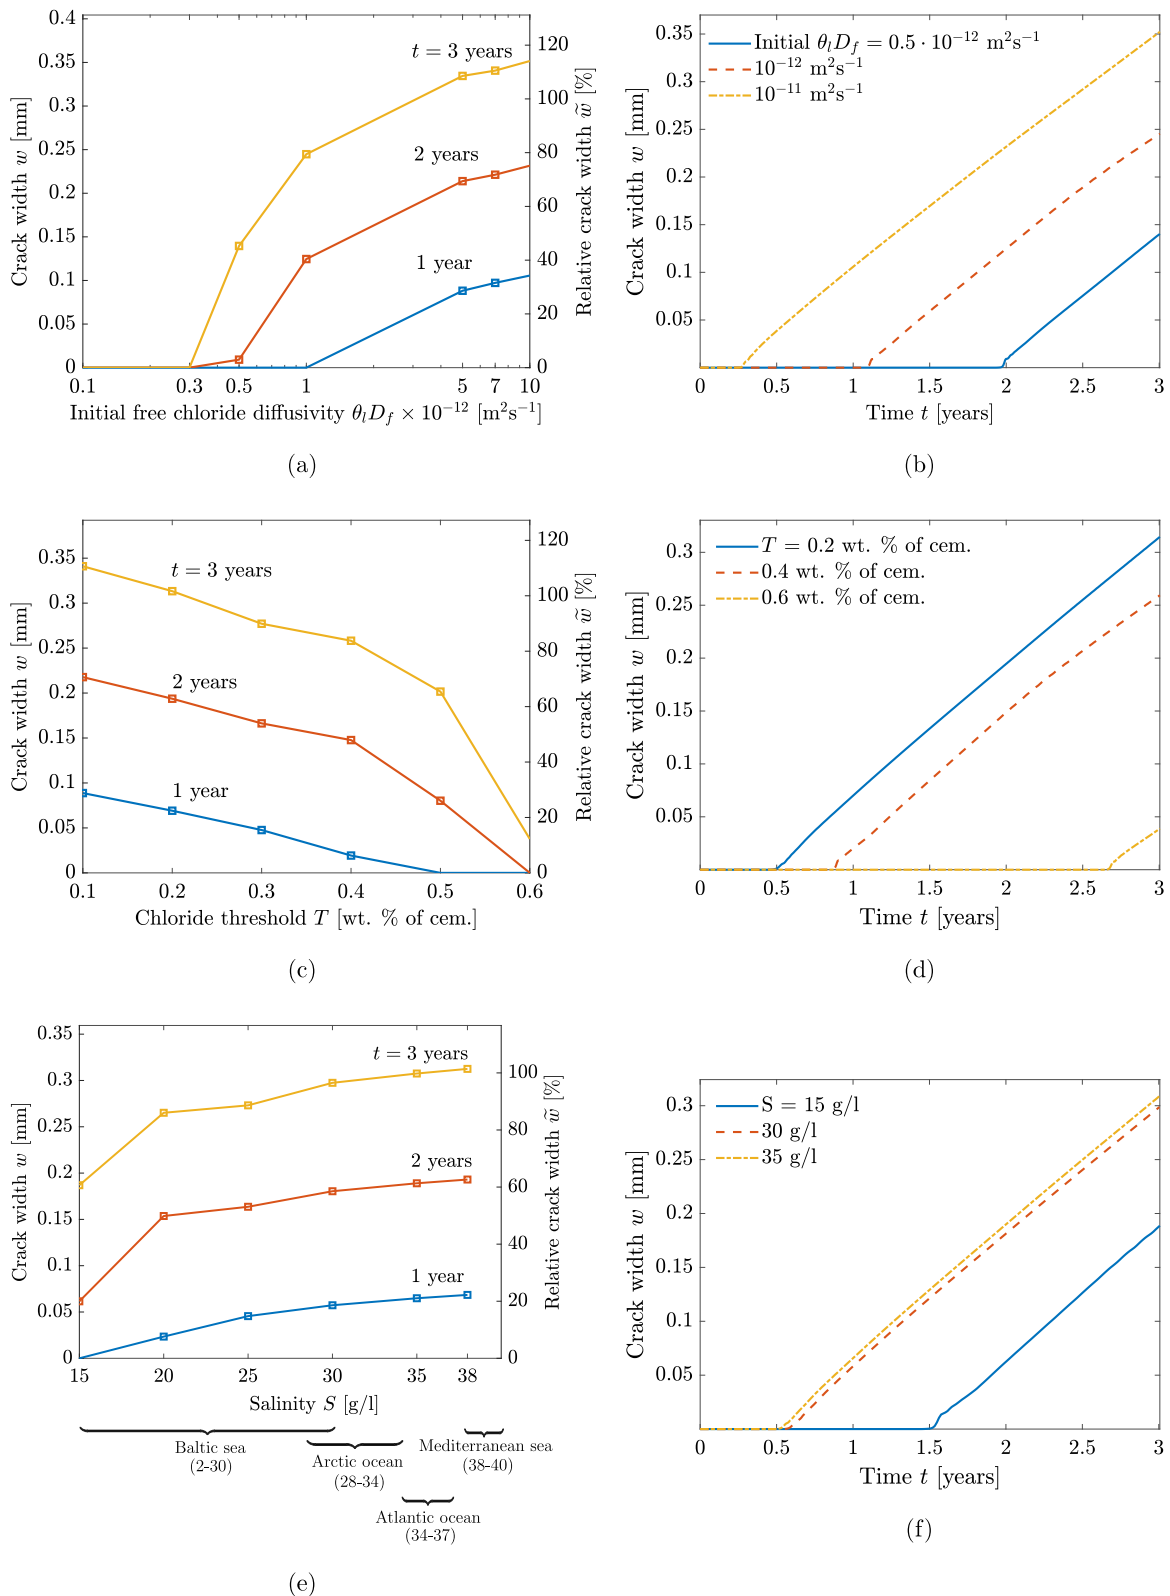 0.4
0.35
0.3
0.25
0.2
0.15
0.1
0.05
0
Crack width w [mm]
t = 3 years
2 years
1 year
120
100
80
60
40
20
0
Relative crack width w̃ [%]
0.1 0.3 0.5 1 5 7 10
Initial free chloride diffusivity θ_l D_f × 10⁻¹² [m²s⁻¹]
(a)
0.35
0.3
0.25
0.2
0.15
0.1
0.05
Crack width w [mm]
Initial θ_l D_f = 0.5 · 10⁻¹² m²s⁻¹
10⁻¹² m²s⁻¹
10⁻¹¹ m²s⁻¹
0 0.5 1 1.5 2 2.5 3
Time t [years]
(b)
0.35
0.3
0.25
0.2
0.15
0.1
0.05
0
Crack width w [mm]
t = 3 years
2 years
1 year
120
100
80
60
40
20
0
Relative crack width w̃ [%]
0.1 0.2 0.3 0.4 0.5 0.6
Chloride threshold T [wt. % of cem.]
(c)
0.3
0.25
0.2
0.15
0.1
0.05
Crack width w [mm]
T = 0.2 wt. % of cem.
0.4 wt. % of cem.
0.6 wt. % of cem.
0 0.5 1 1.5 2 2.5 3
Time t [years]
(d)
0.35
0.3
0.25
0.2
0.15
0.1
0.05
0
Crack width w [mm]
t = 3 years
2 years
1 year
100
80
60
40
20
0
Relative crack width w̃ [%]
15 20 25 30 35 38
Salinity S [g/l]
Baltic sea
(2-30)
Arctic ocean
(28-34)
Mediterranean sea
(38-40)
Atlantic ocean
(34-37)
(e)
0.3
0.25
0.2
0.15
0.1
0.05
Crack width w [mm]
S = 15 g/l
30 g/l
35 g/l
0 0.5 1 1.5 2 2.5 3
Time t [years]
(f)